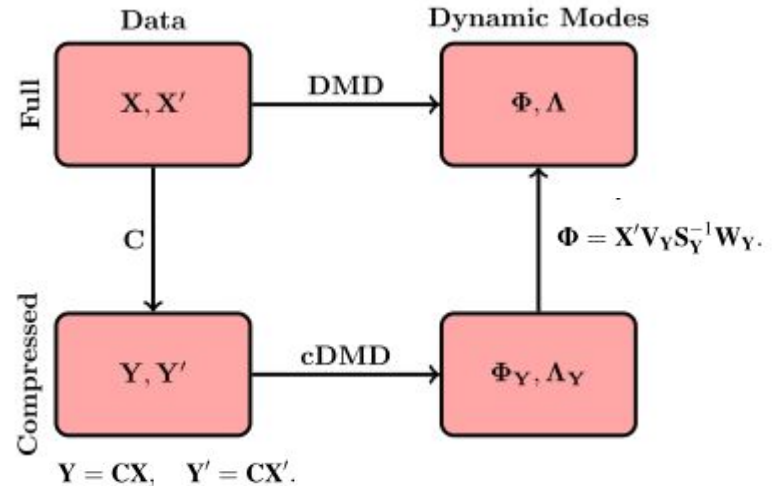 Data
Dynamic Modes
Full
X, X′
DMD
Φ, Λ
C
Φ = X′V_Y S_Y^{-1} W_Y.
Compressed
Y, Y′
cDMD
Φ_Y, Λ_Y
Y = CX, Y′ = CX′.